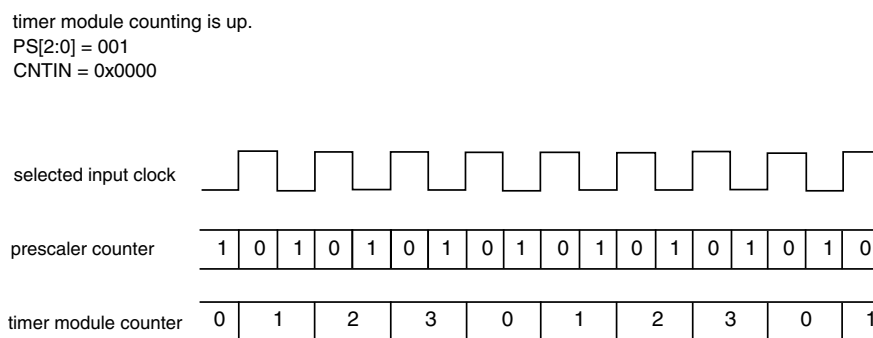 timer module counting is up.
PS[2:0] = 001
CNTIN = 0x0000
selected input clock
prescaler counter 1 0 1 0 1 0 1 0 1 0 1 0 1 0 1 0 1 0
timer module counter 0 1 2 3 0 1 2 3 0 1